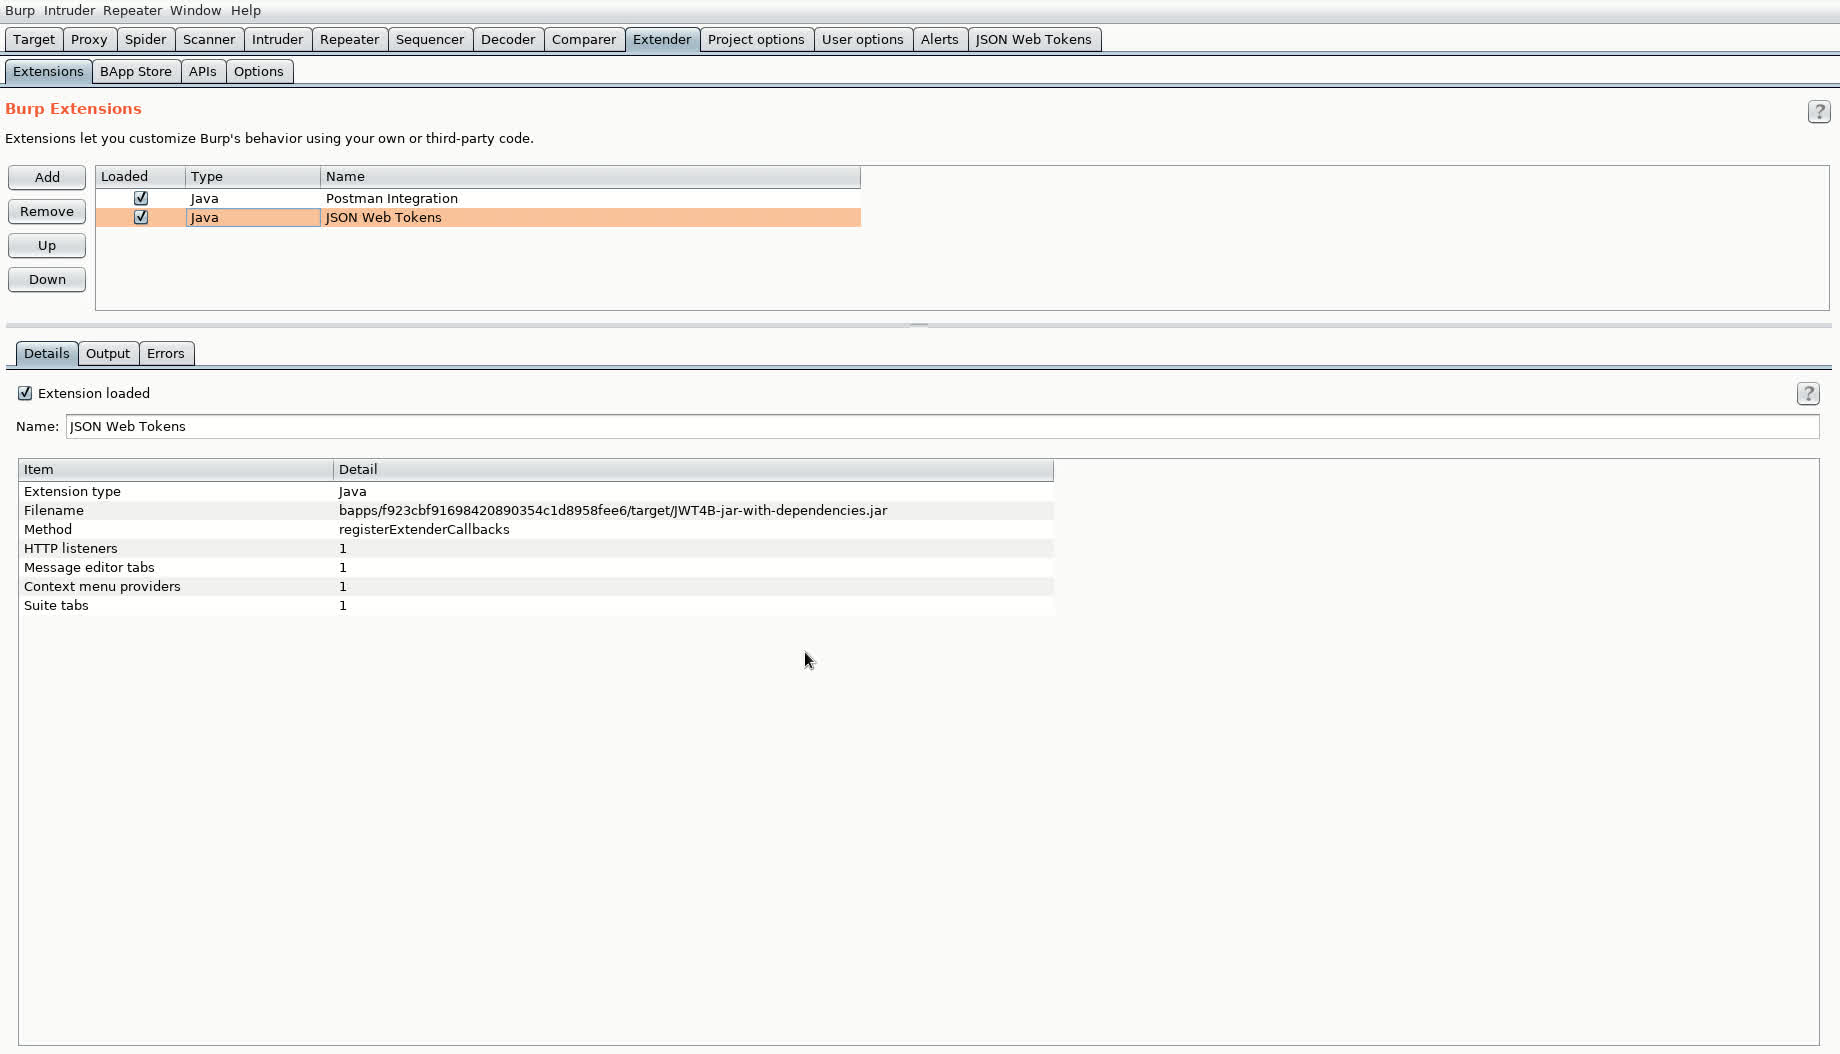 Burp Intruder Repeater Window Help
Target Proxy Spider Scanner Intruder Repeater Sequencer Decoder Comparer Extender Project options User options Alerts JSON Web Tokens
Extensions BApp Store APIs Options
Burp Extensions
?
Extensions let you customize Burp's behavior using your own or third-party code.
Add
Remove
Up
Down
Loaded Type Name
Java Postman Integration
Java JSON Web Tokens
Details Output Errors
Extension loaded
?
Name: JSON Web Tokens
Item Detail
Extension type Java
Filename bapps/f923cbf91698420890354c1d8958fee6/target/JWT4B-jar-with-dependencies.jar
Method registerExtenderCallbacks
HTTP listeners 1
Message editor tabs 1
Context menu providers 1
Suite tabs 1